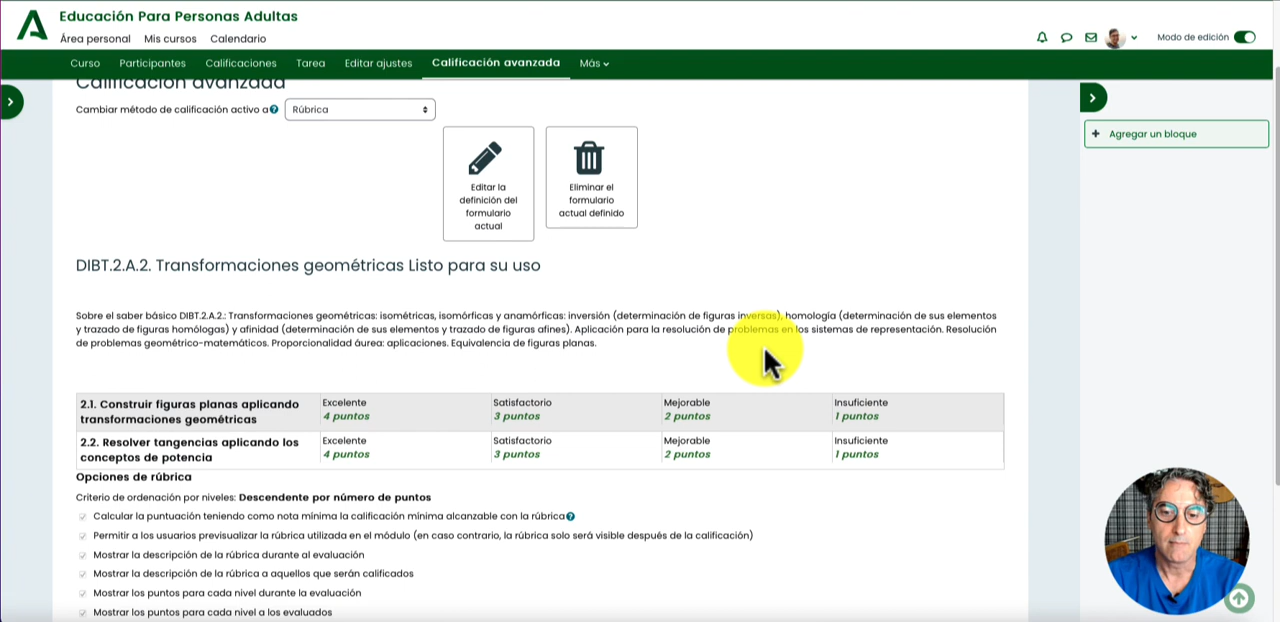 Educación Para Personas Adultas
Área personal Mis cursos Calendario
Modo de edición
Curso Participantes Calificaciones Tarea Editar ajustes Calificación avanzada Más
Calificación avanzada
Cambiar método de calificación activo a Rúbrica
Agregar un bloque
Editar la
definición del
formulario
actual
Eliminar el
formulario
actual definido
DIBT.2.A.2. Transformaciones geométricas Listo para su uso
Sobre el saber básico DIBT.2.A.2.: Transformaciones geométricas: isométricas, isomórficas y anamórficas: inversión (determinación de figuras inversas), homología (determinación de sus elementos
y trazado de figuras homólogas) y afinidad (determinación de sus elementos y trazado de figuras afines). Aplicación para la resolución de problemas en los sistemas de representación. Resolución
de problemas geométrico-matemáticos. Proporcionalidad áurea: aplicaciones. Equivalencia de figuras planas.
2.1. Construir figuras planas aplicando
transformaciones geométricas
Excelente
4 puntos
Satisfactorio
3 puntos
Mejorable
2 puntos
Insuficiente
1 puntos
2.2. Resolver tangencias aplicando los
conceptos de potencia
Excelente
4 puntos
Satisfactorio
3 puntos
Mejorable
2 puntos
Insuficiente
1 puntos
Opciones de rúbrica
Criterio de ordenación por niveles: Descendente por número de puntos
Calcular la puntuación teniendo como nota mínima la calificación mínima alcanzable con la rúbrica
Permitir a los usuarios previsualizar la rúbrica utilizada en el módulo (en caso contrario, la rúbrica solo será visible después de la calificación)
Mostrar la descripción de la rúbrica durante al evaluación
Mostrar la descripción de la rúbrica a aquellos que serán calificados
Mostrar los puntos para cada nivel durante la evaluación
Mostrar los puntos para cada nivel a los evaluados